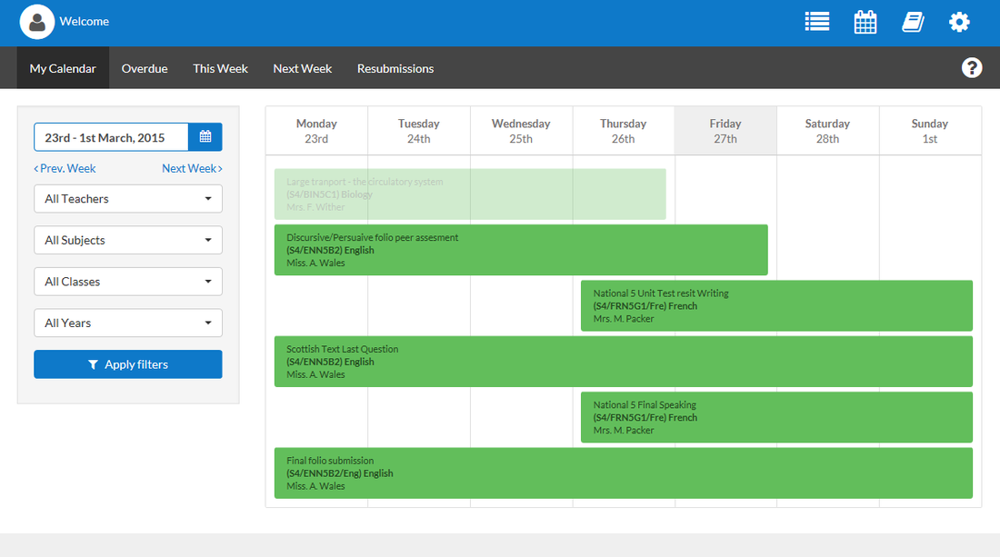 Welcome
My Calendar
Overdue
This Week
Next Week
Resubmissions
?
23rd - 1st March, 2015
‹ Prev. Week
Next Week ›
All Teachers
All Subjects
All Classes
All Years
Apply filters
Monday
23rd
Tuesday
24th
Wednesday
25th
Thursday
26th
Friday
27th
Saturday
28th
Sunday
1st
Large tranport - the circulatory system
(S4/BIN5C1) Biology
Mrs. F. Wither
Discursive/Persuaive folio peer assesment
(S4/ENN5B2) English
Miss. A. Wales
National 5 Unit Test resit Writing
(S4/FRN5G1/Fre) French
Mrs. M. Packer
Scottish Text Last Question
(S4/ENN5B2) English
Miss. A. Wales
National 5 Final Speaking
(S4/FRN5G1/Fre) French
Mrs. M. Packer
Final folio submission
(S4/ENN5B2/Eng) English
Miss. A. Wales